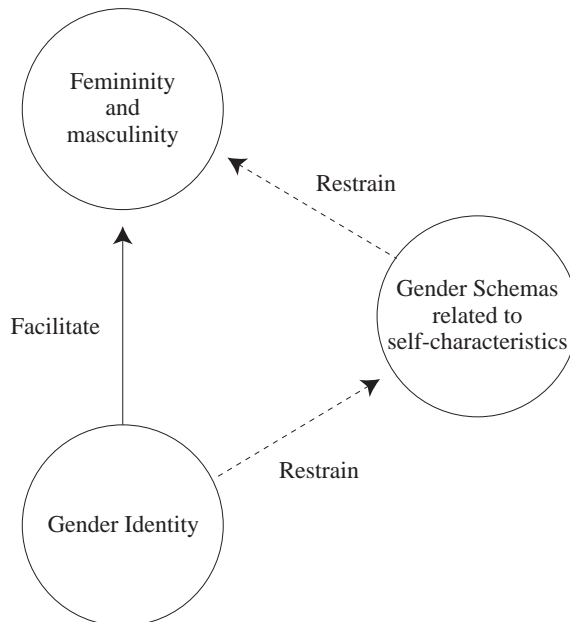 Femininity
and
masculinity
Restrain
Gender Schemas
related to
self-characteristics
Facilitate
Restrain
Gender Identity